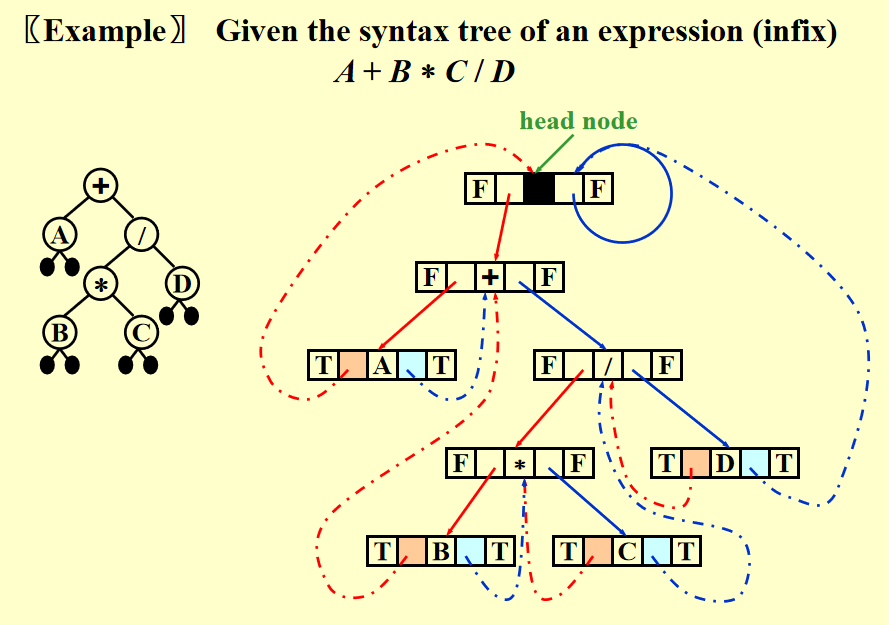 〖Example〗 Given the syntax tree of an expression (infix)
A + B ∗ C / D
head node
F F
+
A /
∗ D
B C
F + F
T A T
F / F
F ∗ F
T D T
T B T
T C T